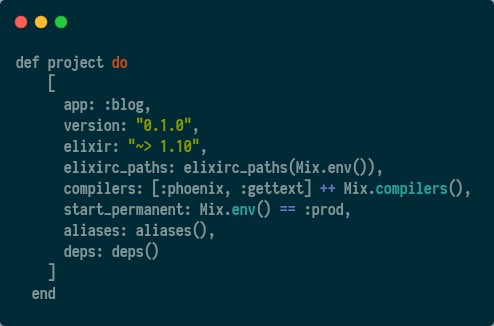 def project do
[
app: :blog,
version: "0.1.0",
elixir: "~> 1.10",
elixirc_paths: elixirc_paths(Mix.env()),
compilers: [:phoenix, :gettext] ++ Mix.compilers(),
start_permanent: Mix.env() == :prod,
aliases: aliases(),
deps: deps()
]
end